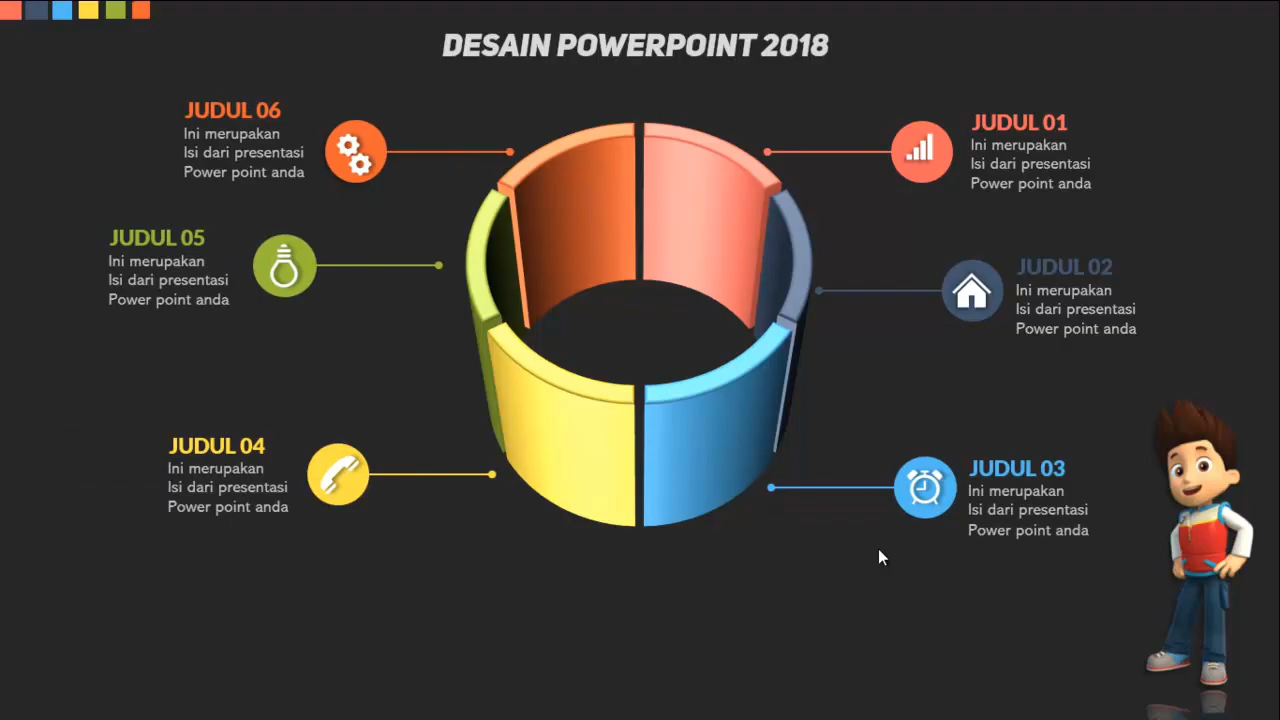 DESAIN POWERPOINT 2018
JUDUL 06
Ini merupakan
Isi dari presentasi
Power point anda
JUDUL 01
Ini merupakan
Isi dari presentasi
Power point anda
JUDUL 05
Ini merupakan
Isi dari presentasi
Power point anda
JUDUL 02
Ini merupakan
Isi dari presentasi
Power point anda
JUDUL 04
Ini merupakan
Isi dari presentasi
Power point anda
JUDUL 03
Ini merupakan
Isi dari presentasi
Power point anda